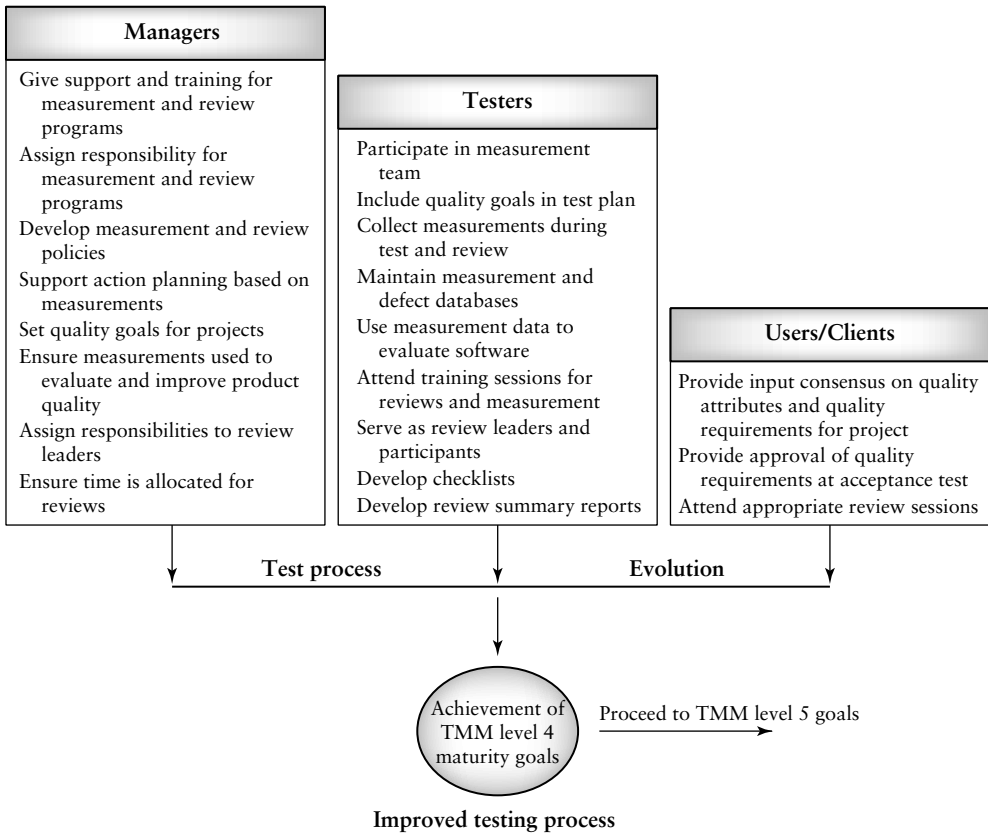 Managers
Give support and training for
measurement and review
programs
Assign responsibility for
measurement and review
programs
Develop measurement and review
policies
Support action planning based on
measurements
Set quality goals for projects
Ensure measurements used to
evaluate and improve product
quality
Assign responsibilities to review
leaders
Ensure time is allocated for
reviews
Testers
Participate in measurement
team
Include quality goals in test plan
Collect measurements during
test and review
Maintain measurement and
defect databases
Use measurement data to
evaluate software
Attend training sessions for
reviews and measurement
Serve as review leaders and
participants
Develop checklists
Develop review summary reports
Users/Clients
Provide input consensus on quality
attributes and quality
requirements for project
Provide approval of quality
requirements at acceptance test
Attend appropriate review sessions
Test process
Evolution
Achievement of
TMM level 4
maturity goals
Proceed to TMM level 5 goals
Improved testing process